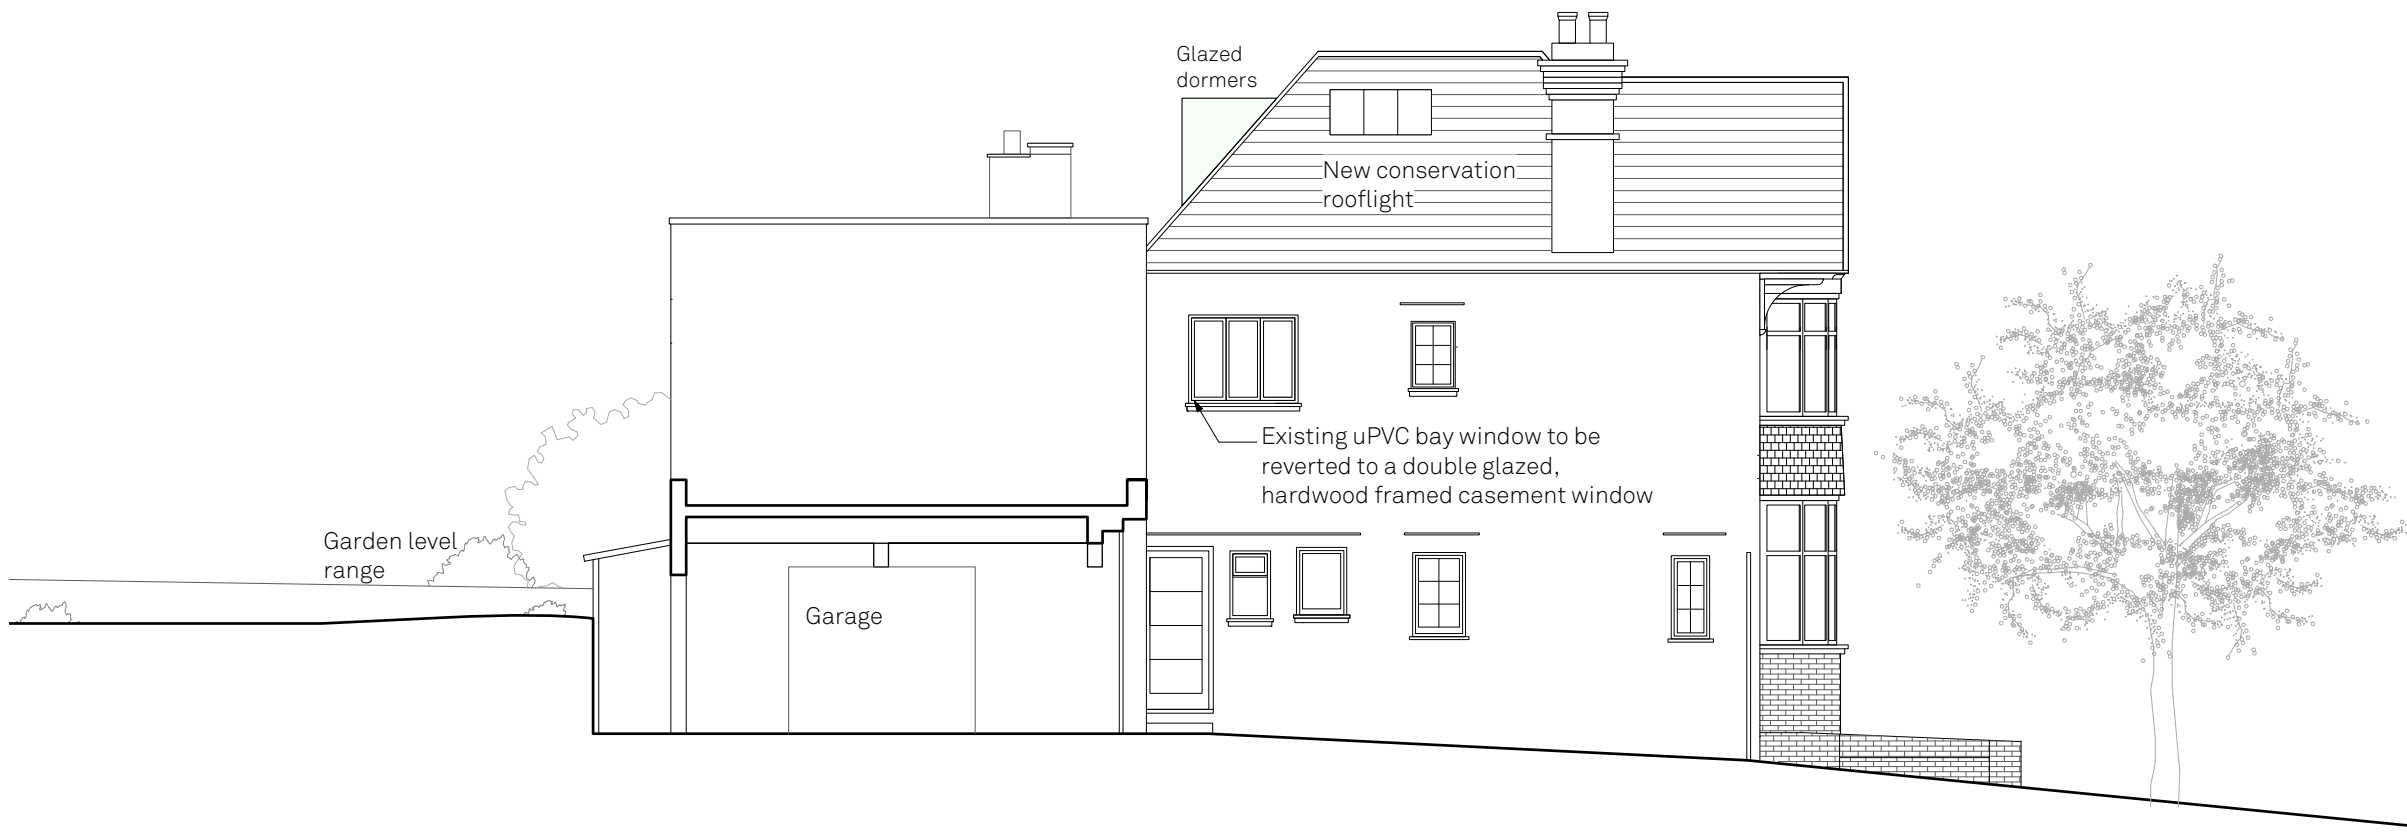 Glazed
dormers
New conservation
rooflight
Existing uPVC bay window to be
reverted to a double glazed,
hardwood framed casement window
Garden level
range
Garage